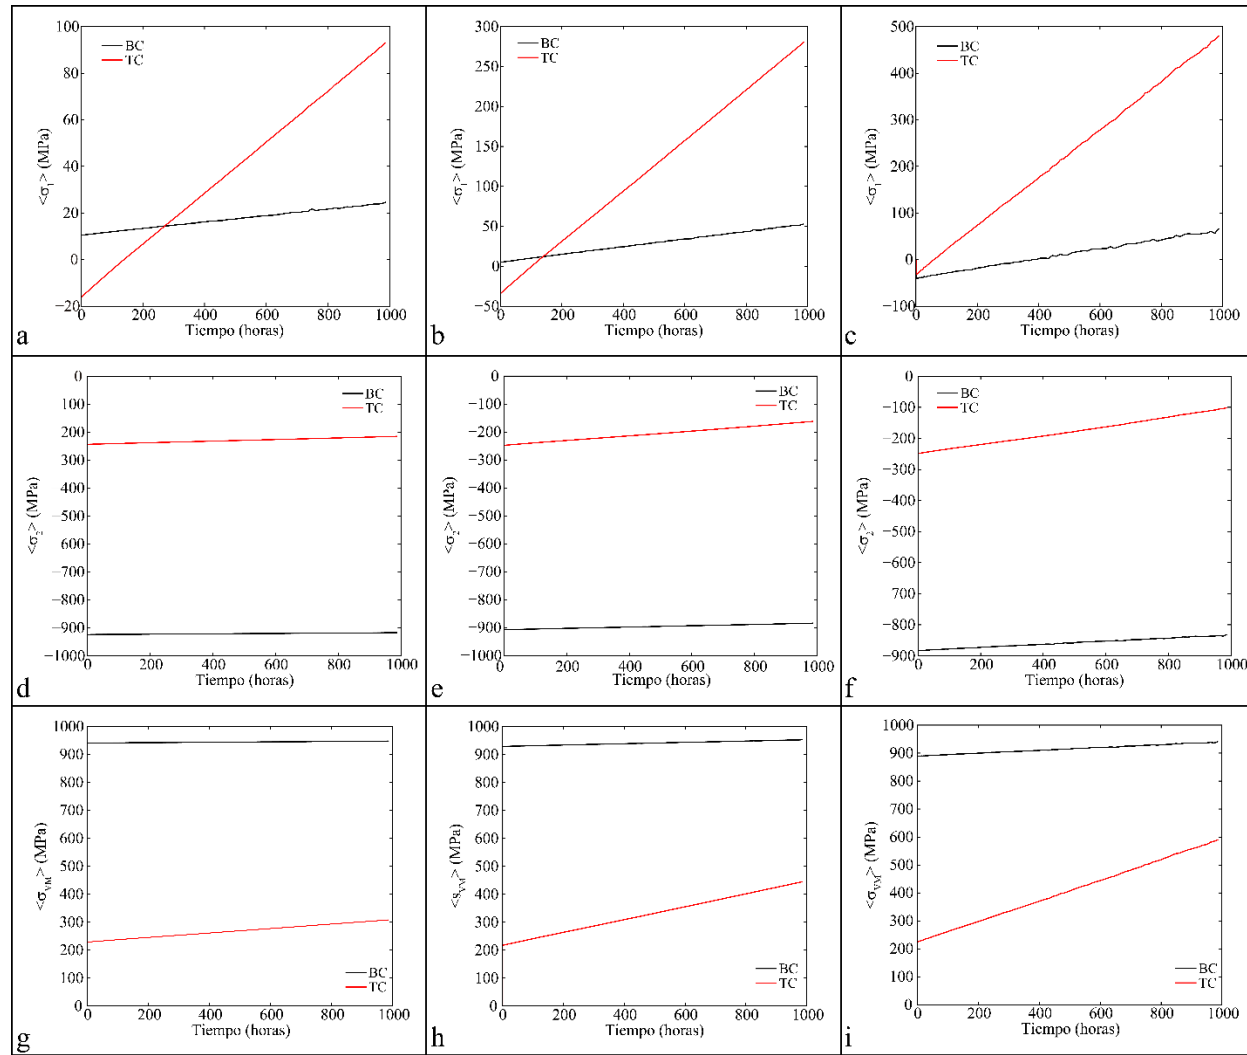 100
80
60
40
20
0
−20
<σ1> (MPa)
BC
TC
0 200 400 600 800 1000
Tiempo (horas)
a
300
250
200
150
100
50
0
−50
<σ1> (MPa)
BC
TC
0 200 400 600 800 1000
Tiempo (horas)
b
500
400
300
200
100
0
−100
<σ1> (MPa)
BC
TC
0 200 400 600 800 1000
Tiempo (horas)
c
0
100
200
300
400
−500
−600
−700
−800
−900
−1000
<σ2> (MPa)
BC
TC
0 200 400 600 800 1000
Tiempo (horas)
d
0
−100
−200
−300
−400
−500
−600
−700
−800
−900
−1000
<σ2> (MPa)
BC
TC
0 200 400 600 800 1000
Tiempo (horas)
e
0
−100
−200
−300
−400
−500
−600
−700
−800
−900
<σ2> (MPa)
BC
TC
0 200 400 600 800 1000
Tiempo (horas)
f
1000
900
800
700
600
500
400
300
200
100
0
<σVM> (MPa)
BC
TC
0 200 400 600 800 1000
Tiempo (horas)
g
1000
900
800
700
600
500
400
300
200
100
0
<sVM> (MPa)
BC
TC
0 200 400 600 800 1000
Tiempo (horas)
h
1000
900
800
700
600
500
400
300
200
100
0
<σVM> (MPa)
BC
TC
0 200 400 600 800 1000
Tiempo (horas)
i